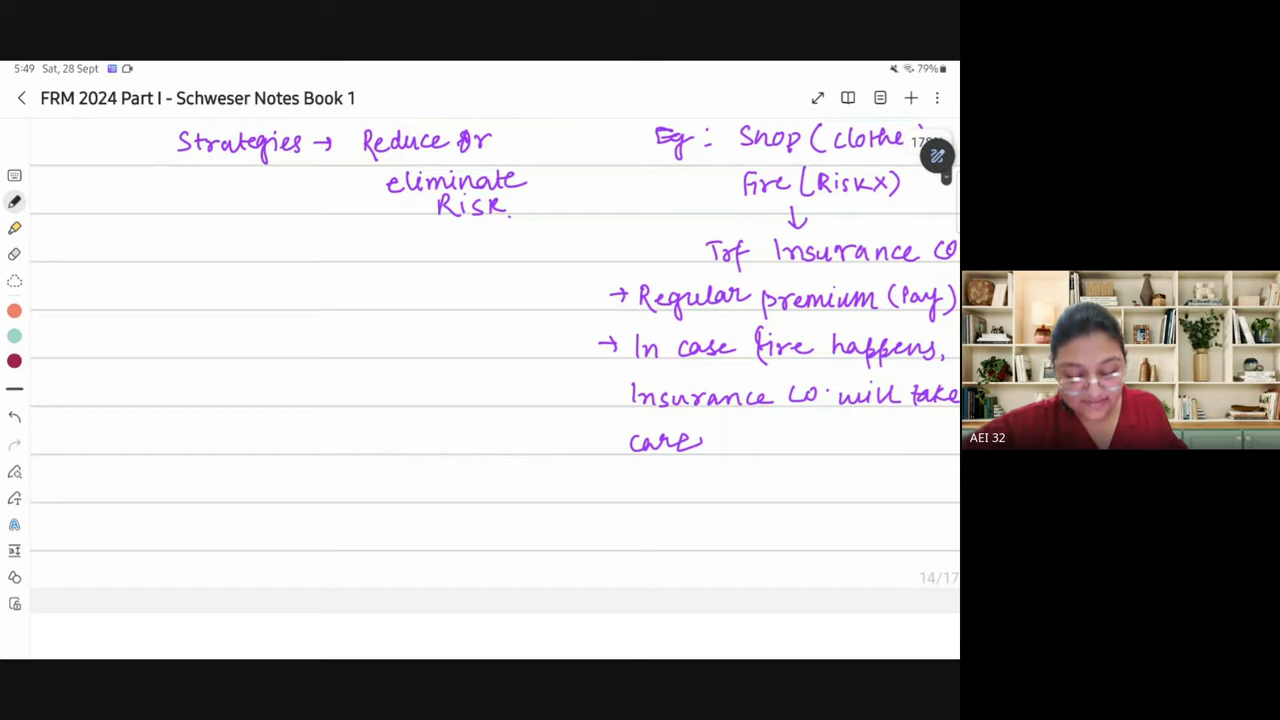 5:49 Sat, 28 Sept 79%
FRM 2024 Part I - Schweser Notes Book 1
Strategies → Reduce or
eliminate
Risk.
Eg: Shop (clothe
Fire (Risk X)
↓
Trf Insurance Co
→ Regular premium (Pay)
→ In case fire happens,
Insurance Co. will take
care
14/17
AEI 32